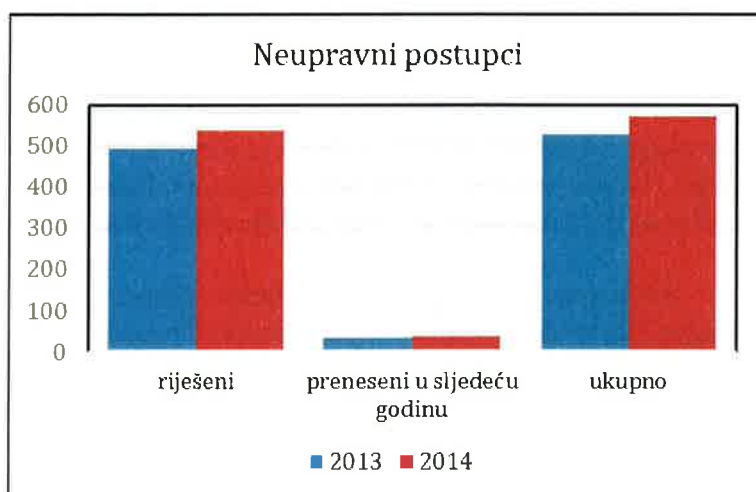 Neupravni postupci
600
500
400
300
200
100
0
riješeni
preneseni u sljedeću
godinu
ukupno
2013 2014